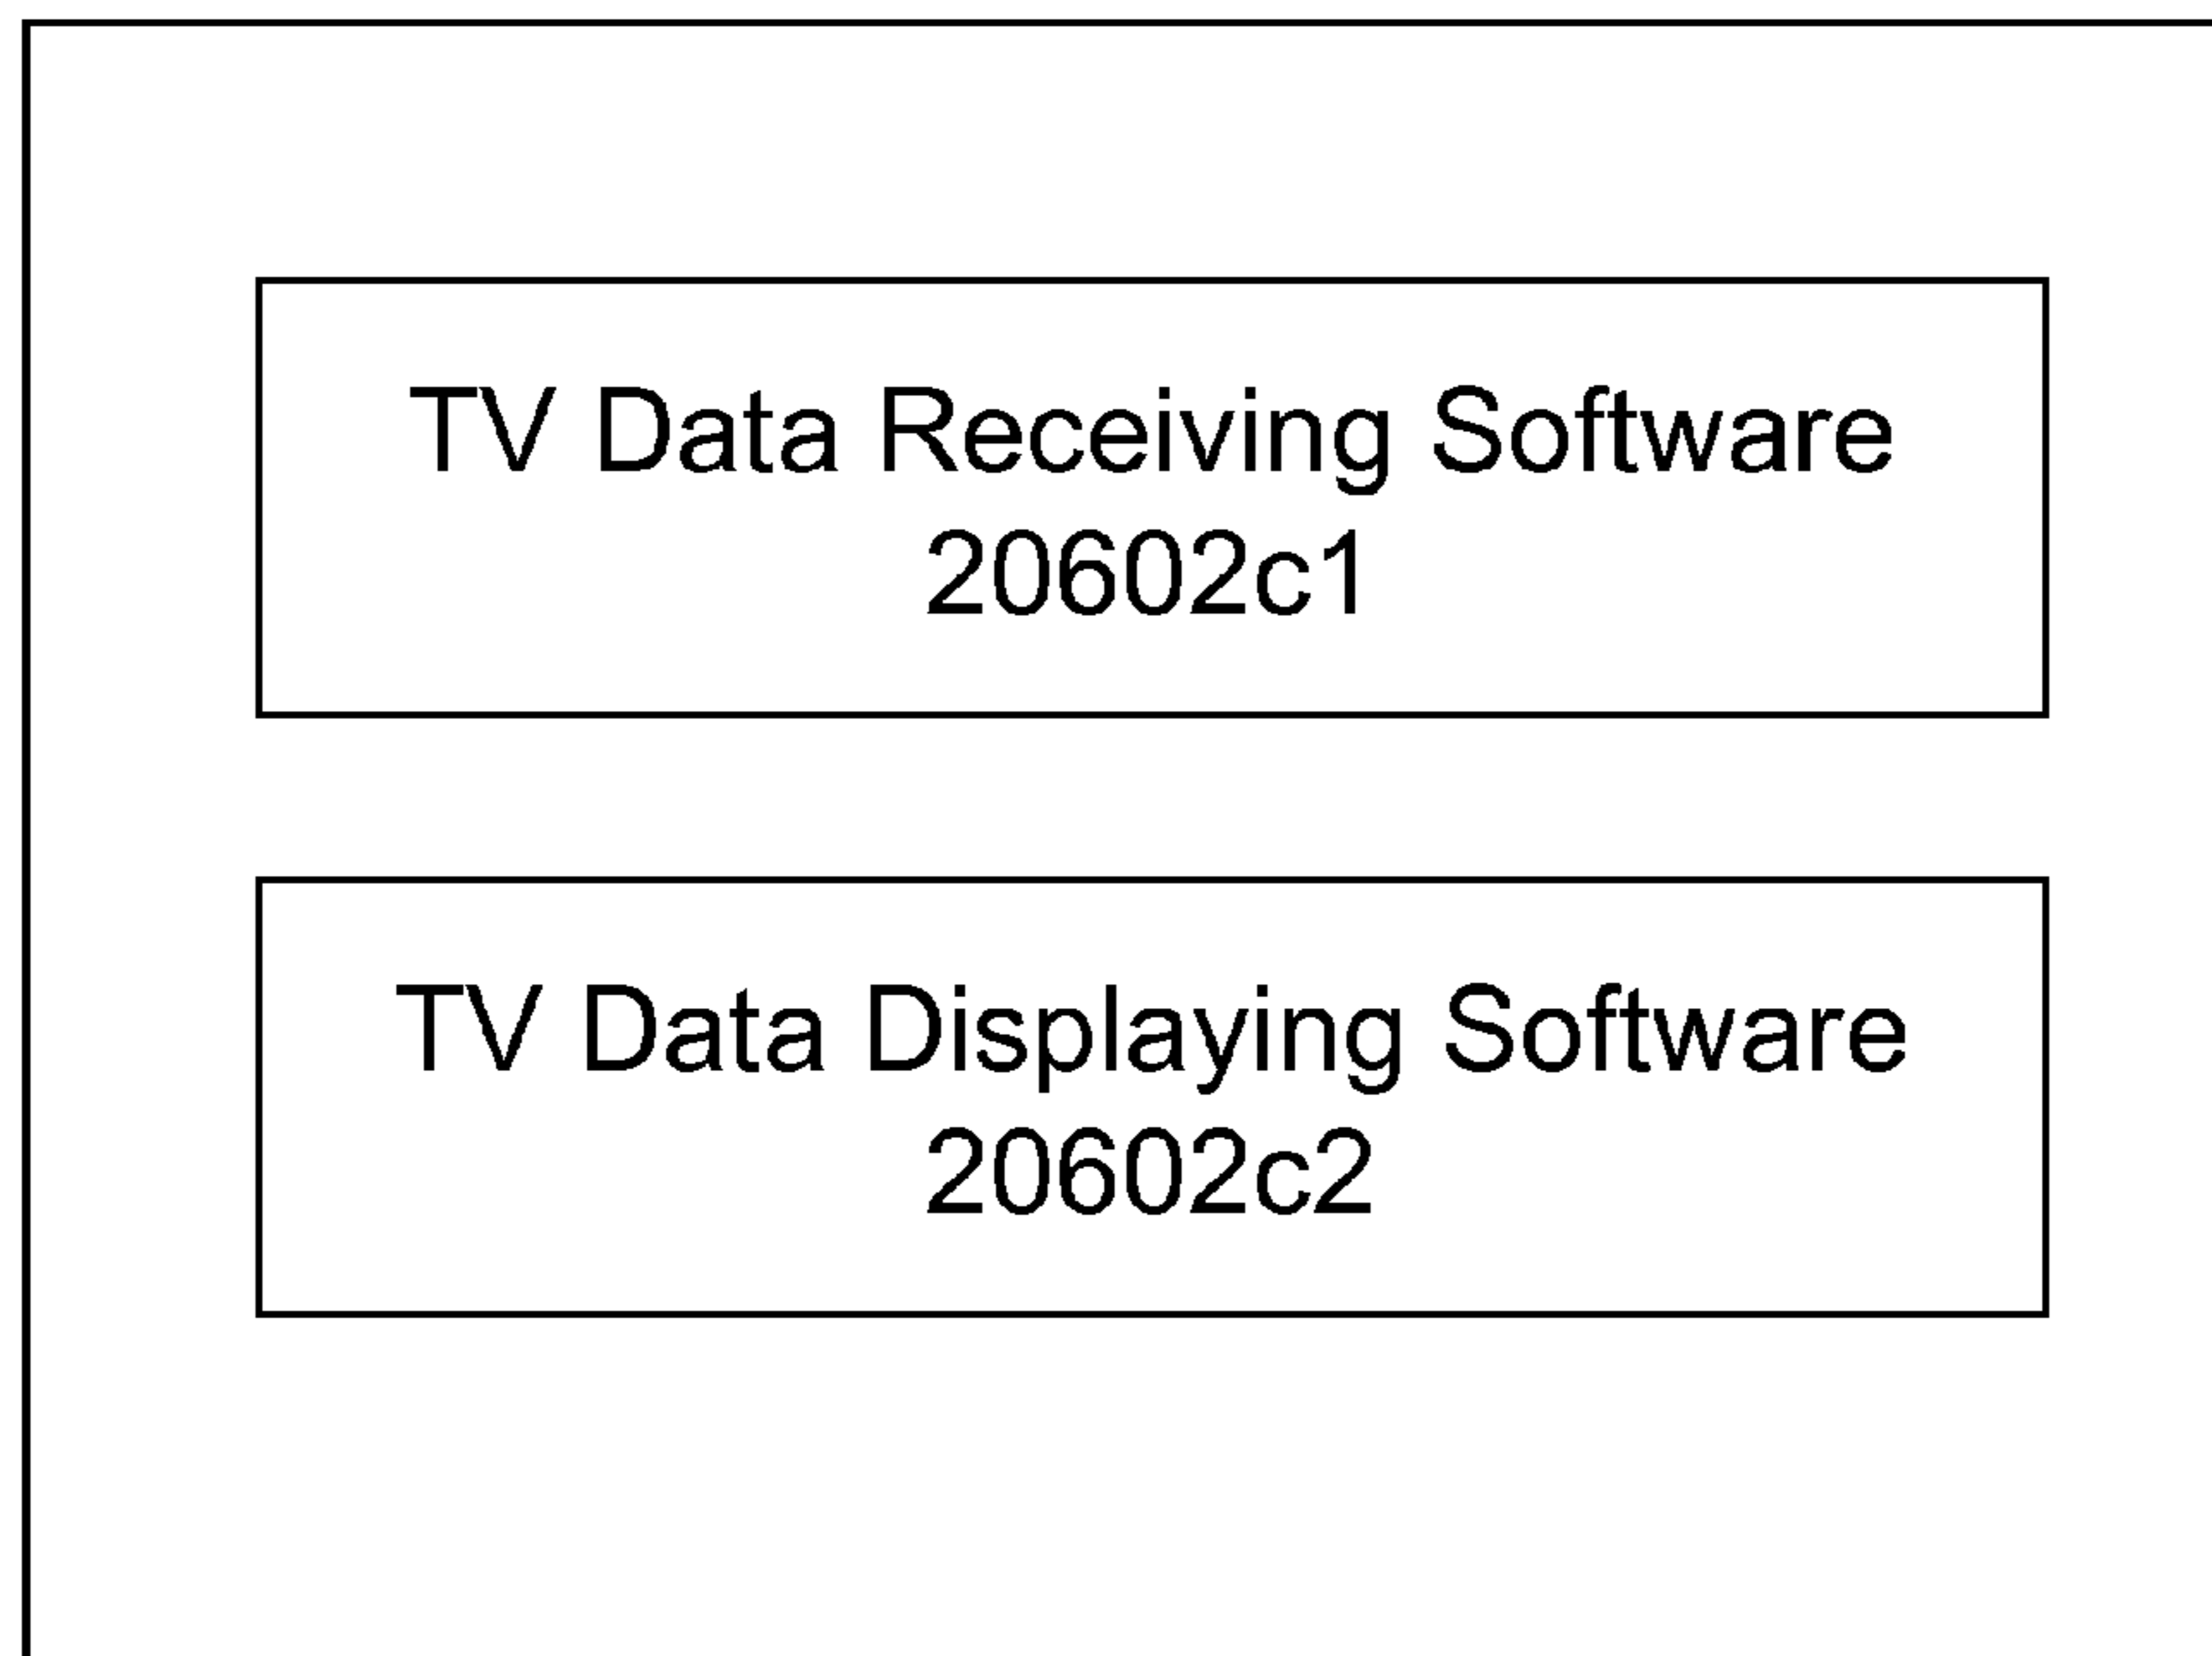 TV Data Receiving Software
20602c1
TV Data Displaying Software
20602c2